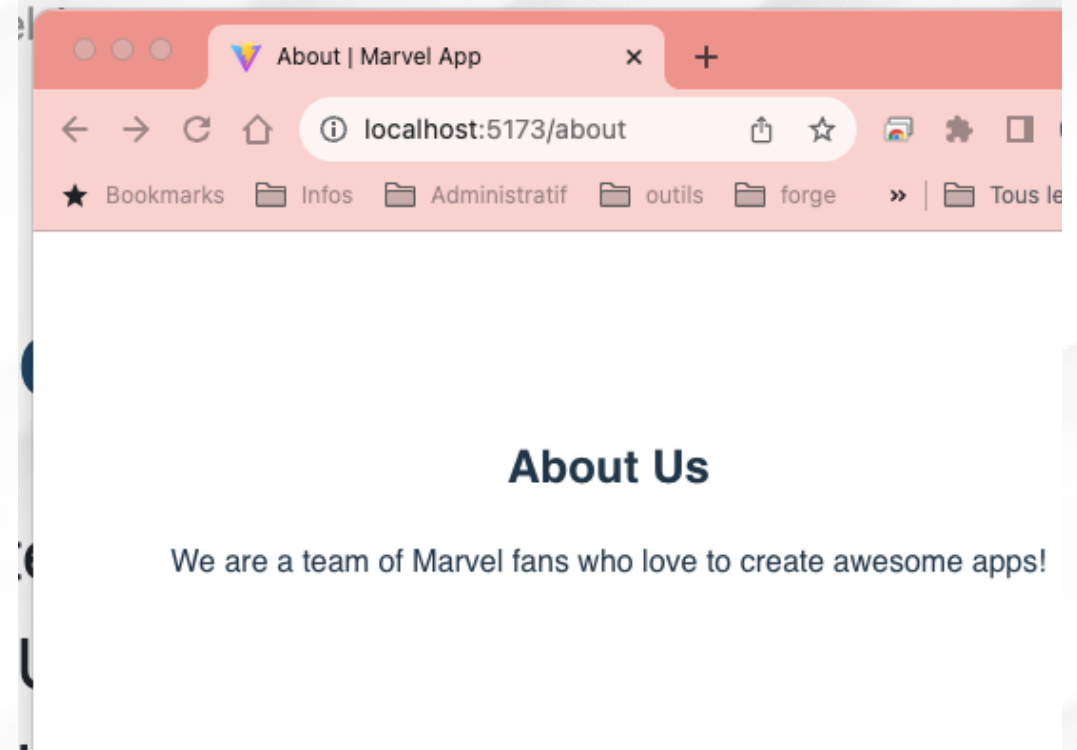 About | Marvel App
localhost:5173/about
Bookmarks Infos Administratif outils forge » Tous le
About Us
We are a team of Marvel fans who love to create awesome apps!